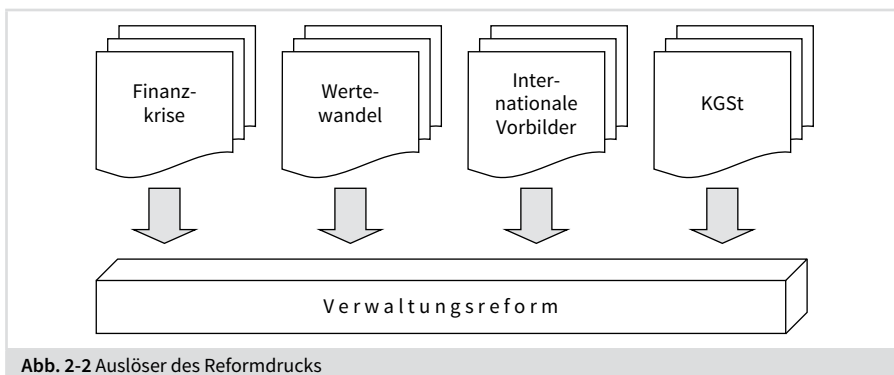 Finanz-
krise
Werte-
wandel
Inter-
nationale
Vorbilder
KGSt
Verwaltungsreform
Abb. 2-2 Auslöser des Reformdrucks